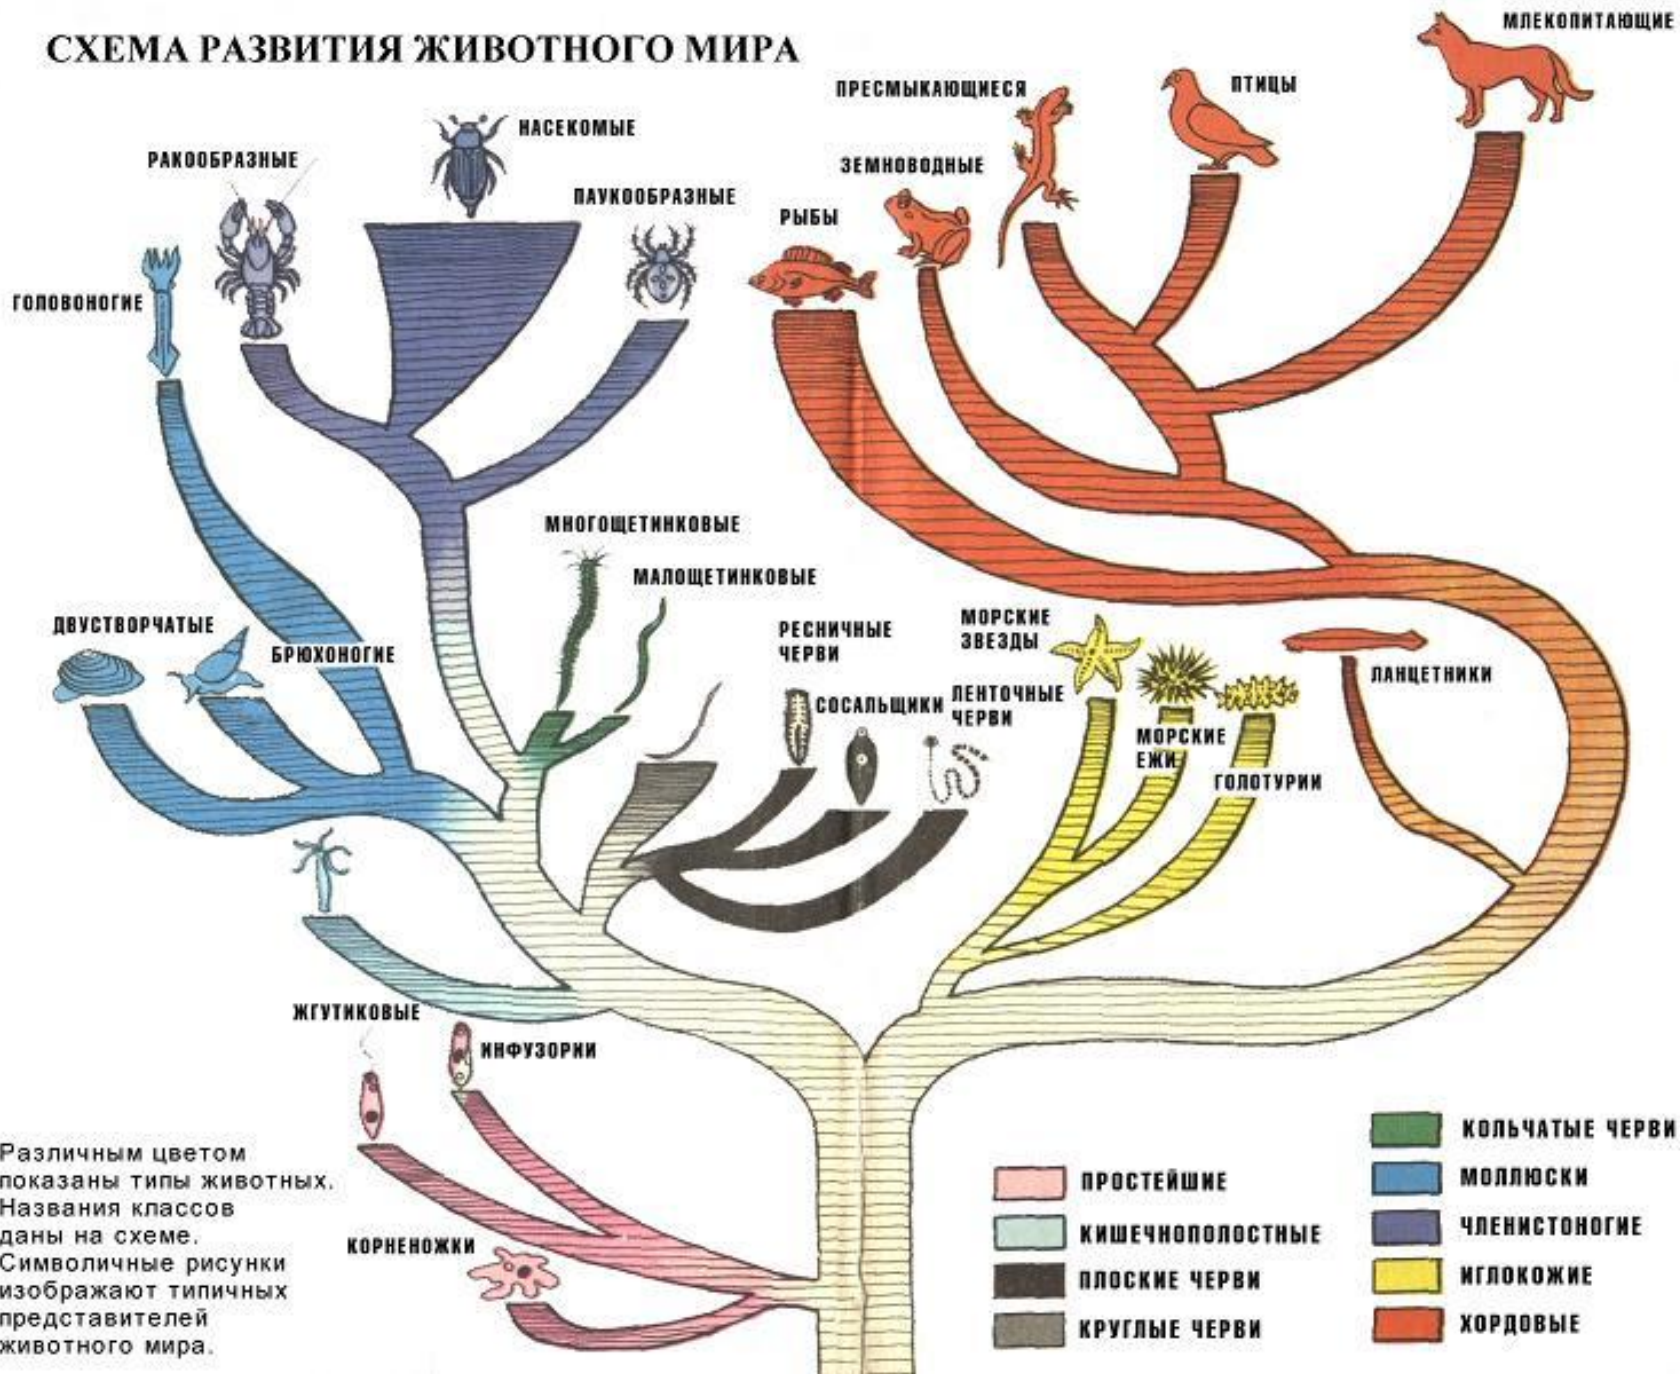 СХЕМА РАЗВИТИЯ ЖИВОТНОГО МИРА
МЛЕКОПИТАЮЩИЕ
ПТИЦЫ
ПРЕСМЫКАЮЩИЕСЯ
ЗЕМНОВОДНЫЕ
РЫБЫ
НАСЕКОМЫЕ
РАКООБРАЗНЫЕ
ПАУКООБРАЗНЫЕ
ГОЛОВОНОГИЕ
МНОГОЩЕТИНКОВЫЕ
МАЛОЩЕТИНКОВЫЕ
ДВУСТВОРЧАТЫЕ
БРЮХОНОГИЕ
РЕСНИЧНЫЕ
ЧЕРВИ
СОСАЛЬЩИКИ
ЛЕНТОЧНЫЕ
ЧЕРВИ
МОРСКИЕ
ЗВЕЗДЫ
МОРСКИЕ
ЕЖИ
ГОЛОТУРИИ
ЛАНЦЕТНИКИ
ЖГУТИКОВЫЕ
ИНФУЗОРИИ
КОРНЕНОЖКИ
Различным цветом
показаны типы животных.
Названия классов
даны на схеме.
Символичные рисунки
изображают типичных
представителей
животного мира.
ПРОСТЕЙШИЕ
КИШЕЧНОПОЛОСТНЫЕ
ПЛОСКИЕ ЧЕРВИ
КРУГЛЫЕ ЧЕРВИ
КОЛЬЧАТЫЕ ЧЕРВИ
МОЛЛЮСКИ
ЧЛЕНИСТОНОГИЕ
ИГЛОКОЖИЕ
ХОРДОВЫЕ